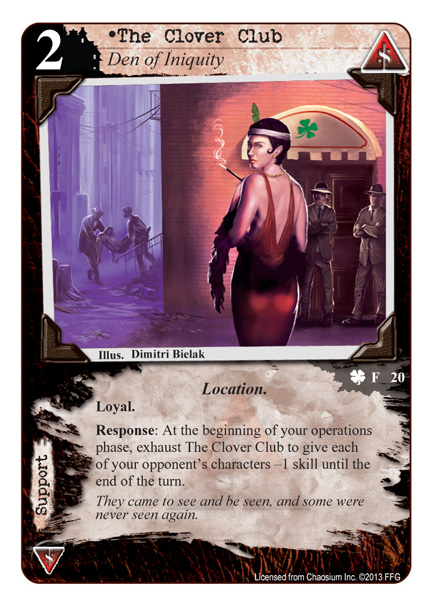 2
•The Clover Club
Den of Iniquity
Illus. Dimitri Bielak
F 20
Location.
Loyal.
Response: At the beginning of your operations
phase, exhaust The Clover Club to give each
of your opponent's characters –1 skill until the
end of the turn.
They came to see and be seen, and some were
never seen again.
Support
Licensed from Chaosium Inc. ©2013 FFG